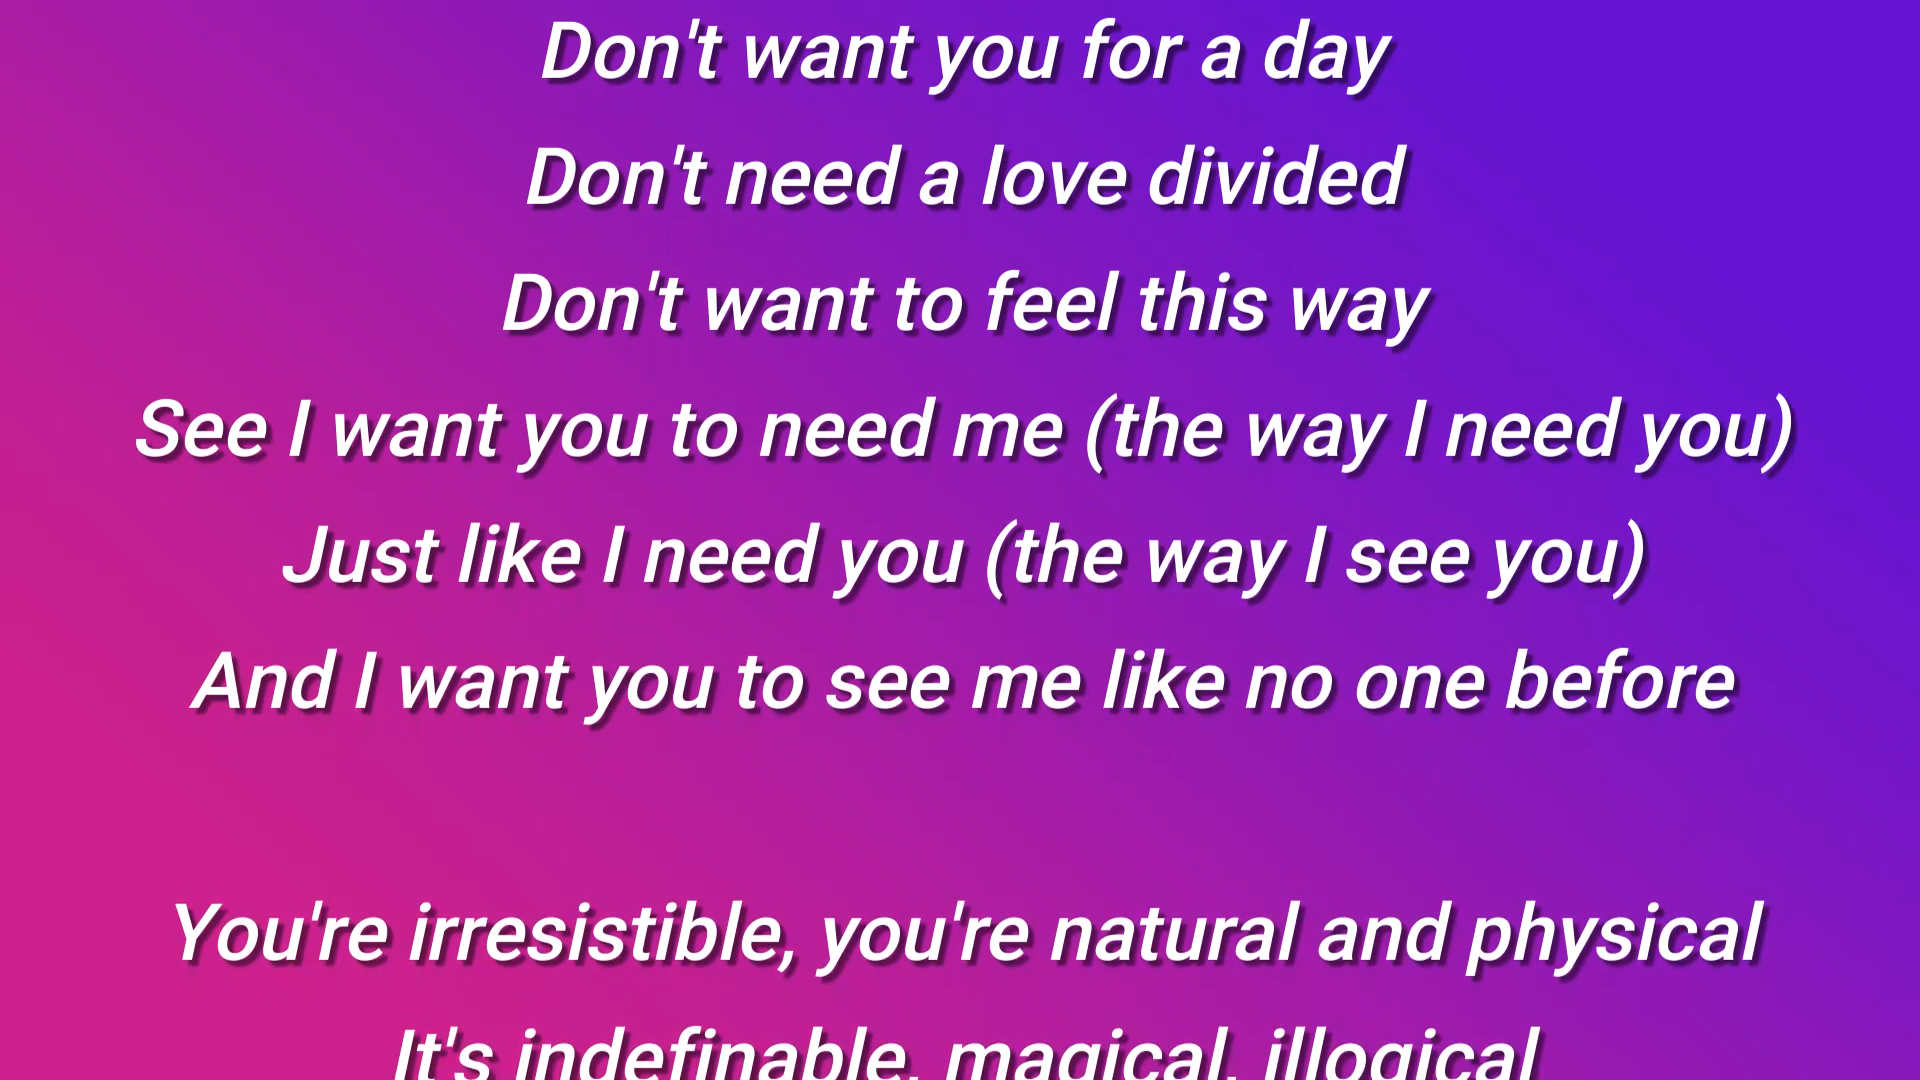 Don't want you for a day
Don't need a love divided
Don't want to feel this way
See I want you to need me (the way I need you)
Just like I need you (the way I see you)
And I want you to see me like no one before
You're irresistible, you're natural and physical
It's indefinable, magical, illogical